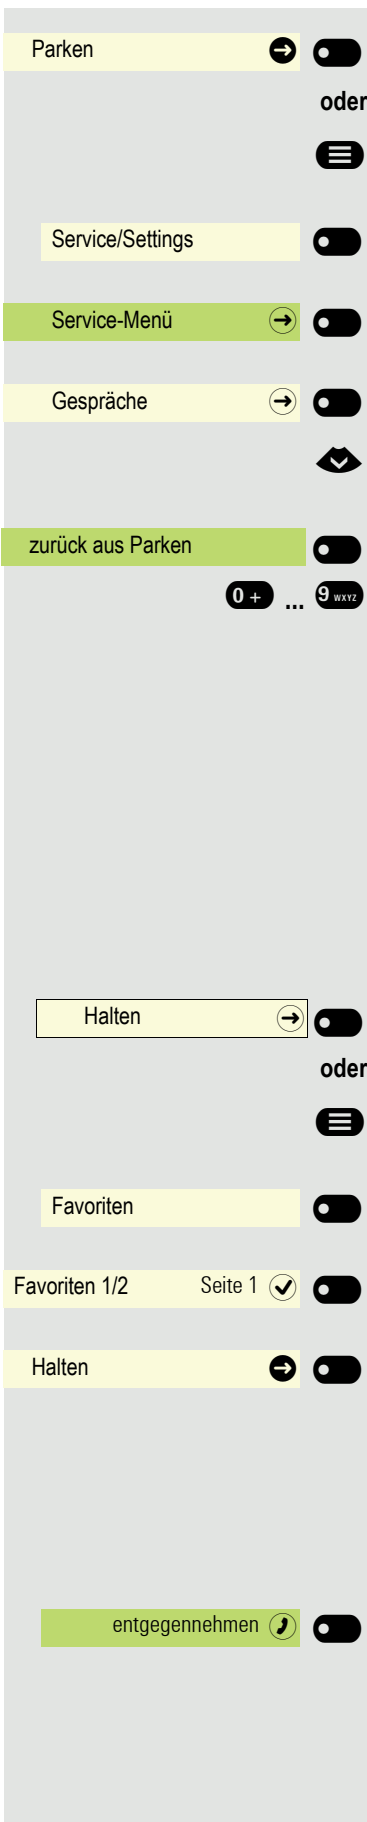 Parken
oder
Service/Settings
Service-Menü
Gespräche
zurück aus Parken
0 + ... 9 WXYZ
Halten
oder
Favoriten
Favoriten 1/2 Seite 1
Halten
entgegennehmen